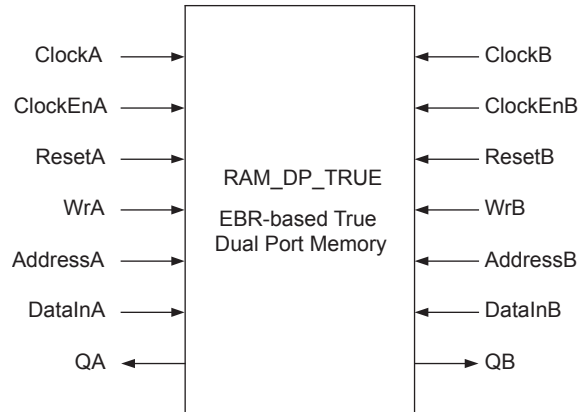 ClockA
ClockEnA
ResetA
WrA
AddressA
DataInA
QA
RAM_DP_TRUE
EBR-based True
Dual Port Memory
ClockB
ClockEnB
ResetB
WrB
AddressB
DataInB
QB